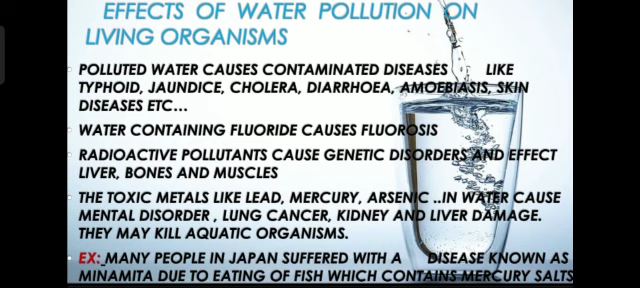 EFFECTS OF WATER POLLUTION ON
LIVING ORGANISMS
POLLUTED WATER CAUSES CONTAMINATED DISEASES LIKE
TYPHOID, JAUNDICE, CHOLERA, DIARRHOEA, AMOEBIASIS, SKIN
DISEASES ETC...
WATER CONTAINING FLUORIDE CAUSES FLUOROSIS
RADIOACTIVE POLLUTANTS CAUSE GENETIC DISORDERS AND EFFECT
LIVER, BONES AND MUSCLES
THE TOXIC METALS LIKE LEAD, MERCURY, ARSENIC ..IN WATER CAUSE
MENTAL DISORDER , LUNG CANCER, KIDNEY AND LIVER DAMAGE.
THEY MAY KILL AQUATIC ORGANISMS.
EX: MANY PEOPLE IN JAPAN SUFFERED WITH A DISEASE KNOWN AS
MINAMITA DUE TO EATING OF FISH WHICH CONTAINS MERCURY SALTS